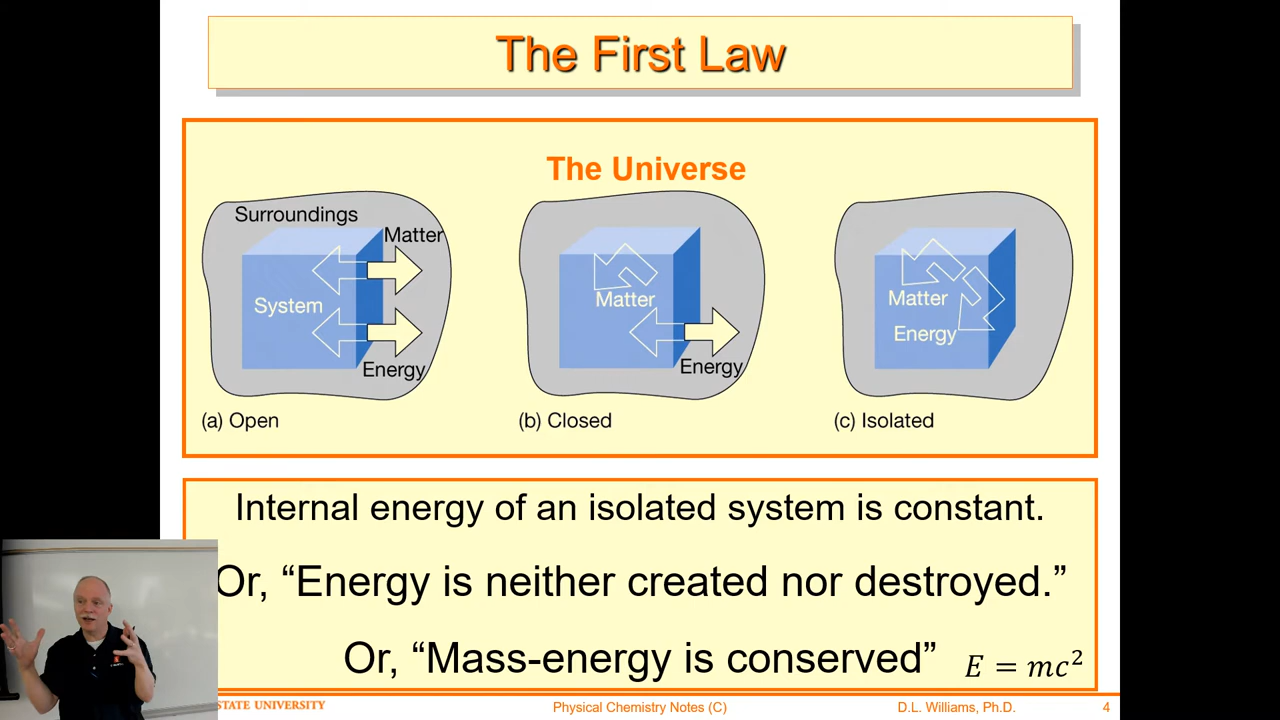 The First Law
The Universe
Surroundings
Matter
System
Energy
(a) Open
Matter
Energy
(b) Closed
Matter
Energy
(c) Isolated
Internal energy of an isolated system is constant.
Or, “Energy is neither created nor destroyed.”
Or, “Mass-energy is conserved” E = mc²
STATE UNIVERSITY
Physical Chemistry Notes (C)
D.L. Williams, Ph.D.
4